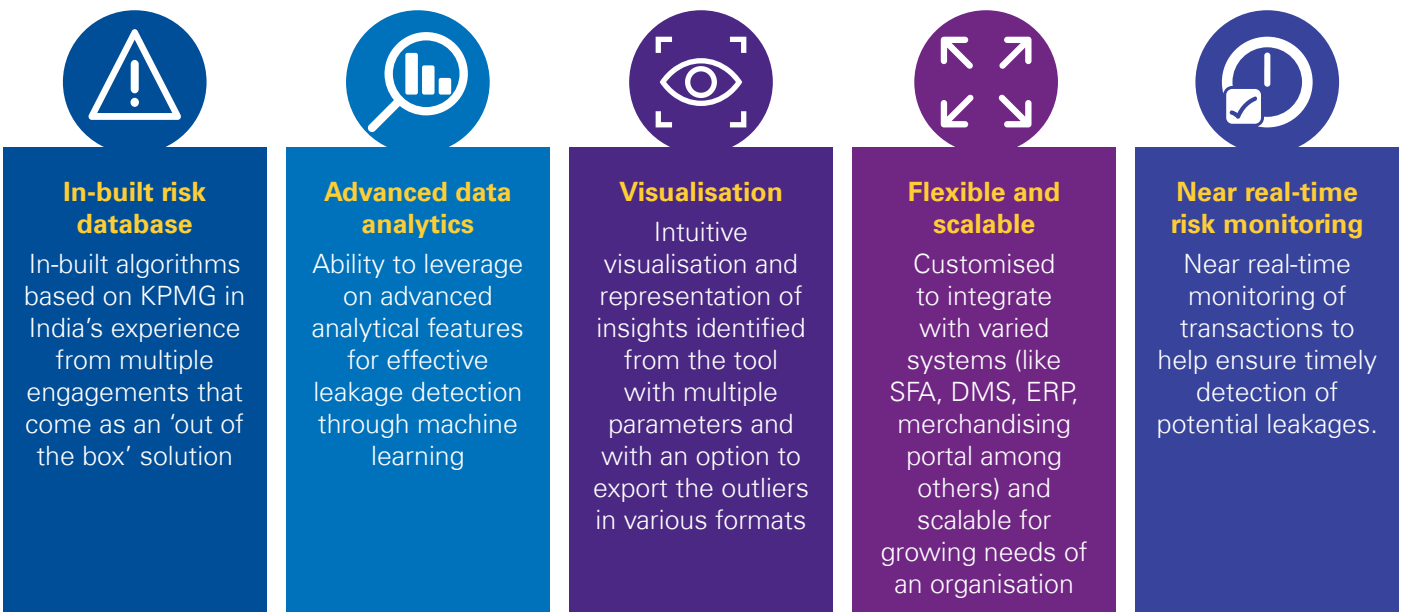 In-built risk
database
In-built algorithms
based on KPMG in
India’s experience
from multiple
engagements that
come as an ‘out of
the box’ solution
Advanced data
analytics
Ability to leverage
on advanced
analytical features
for effective
leakage detection
through machine
learning
Visualisation
Intuitive
visualisation and
representation of
insights identified
from the tool
with multiple
parameters and
with an option to
export the outliers
in various formats
Flexible and
scalable
Customised
to integrate
with varied
systems (like
SFA, DMS, ERP,
merchandising
portal among
others) and
scalable for
growing needs of
an organisation
Near real-time
risk monitoring
Near real-time
monitoring of
transactions to
help ensure timely
detection of
potential leakages.